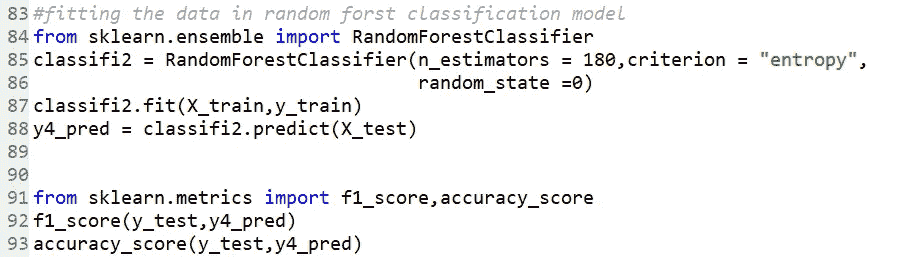 83 #fitting the data in random forst classification model
84 from sklearn.ensemble import RandomForestClassifier
85 classifi2 = RandomForestClassifier(n_estimators = 180,criterion = "entropy",
86 random_state =0)
87 classifi2.fit(X_train,y_train)
88 y4_pred = classifi2.predict(X_test)
89
90
91 from sklearn.metrics import f1_score,accuracy_score
92 f1_score(y_test,y4_pred)
93 accuracy_score(y_test,y4_pred)